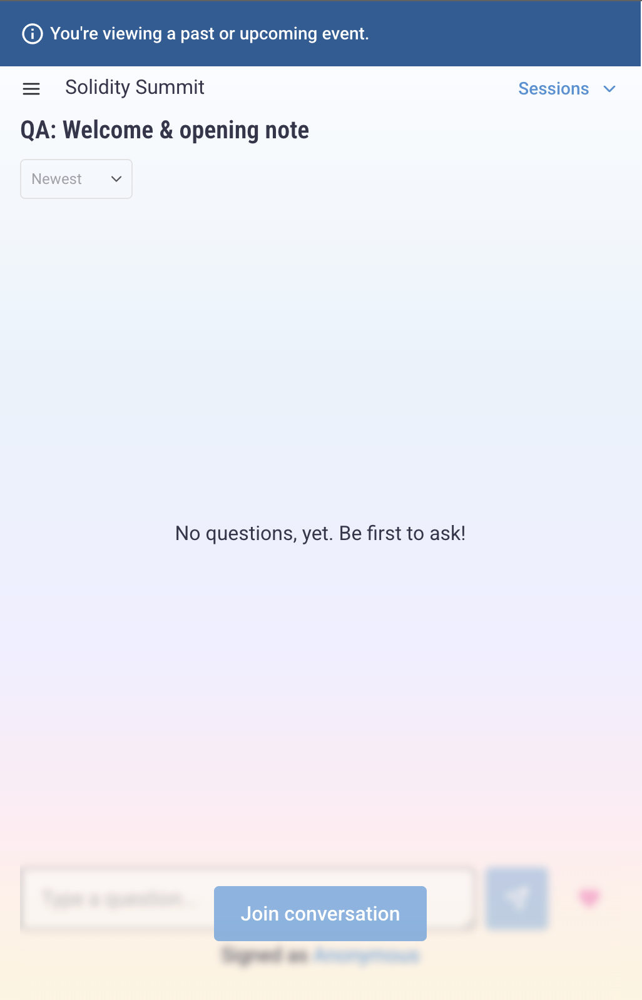 You're viewing a past or upcoming event.
Solidity Summit
Sessions
QA: Welcome & opening note
Newest
No questions, yet. Be first to ask!
Type a question...
Join conversation
Signed as Anonymous